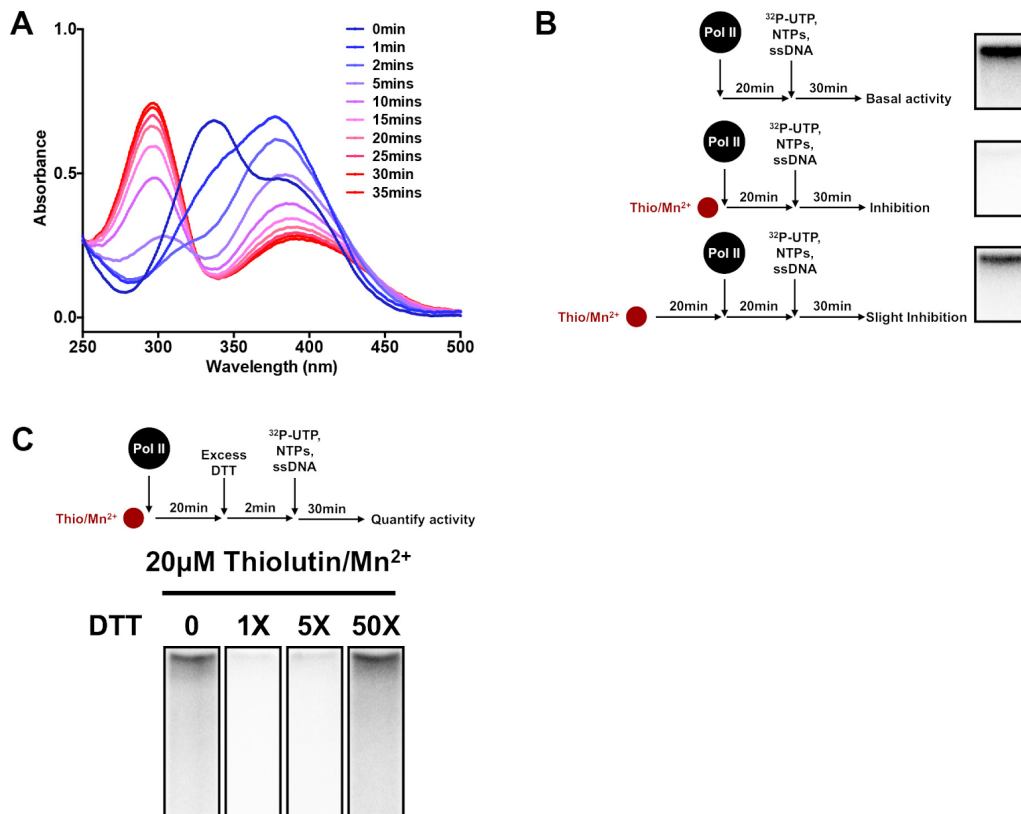 A
1.0
0.5
0.0
Absorbance
250 300 350 400 450 500
Wavelength (nm)
0min
1min
2mins
5mins
10mins
15mins
20mins
25mins
30min
35mins
B
Pol II
³²P-UTP,
NTPs,
ssDNA
20min
30min
Basal activity
Pol II
³²P-UTP,
NTPs,
ssDNA
Thio/Mn²⁺
20min
30min
Inhibition
Pol II
³²P-UTP,
NTPs,
ssDNA
Thio/Mn²⁺
20min
20min
30min
Slight Inhibition
C
Pol II
Excess
DTT
³²P-UTP,
NTPs,
ssDNA
Thio/Mn²⁺
20min
2min
30min
Quantify activity
20µM Thiolutin/Mn²⁺
DTT 0 1X 5X 50X